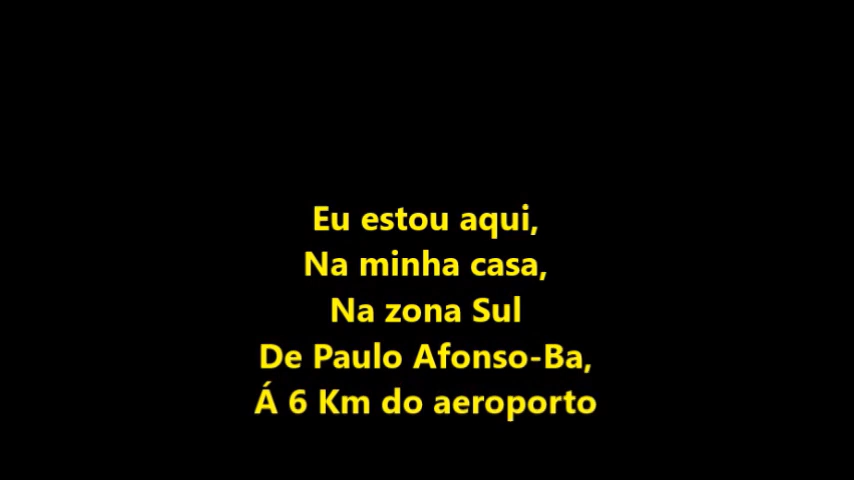 Eu estou aqui,
Na minha casa,
Na zona Sul
De Paulo Afonso-Ba,
Á 6 Km do aeroporto